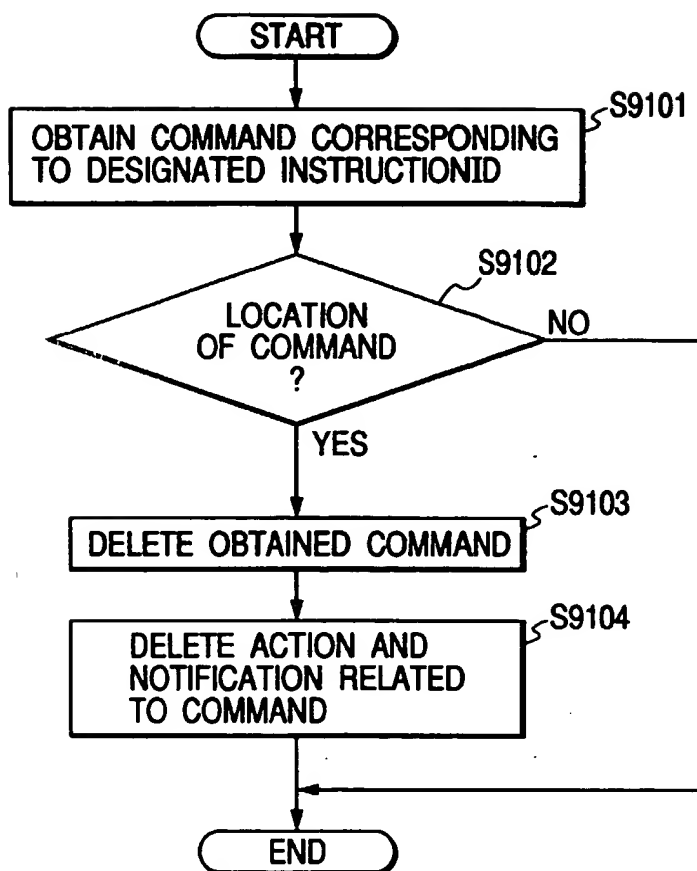 START
S9101
OBTAIN COMMAND CORRESPONDING
TO DESIGNATED INSTRUCTIONID
S9102
LOCATION
OF COMMAND
?
NO
YES
S9103
DELETE OBTAINED COMMAND
S9104
DELETE ACTION AND
NOTIFICATION RELATED
TO COMMAND
END